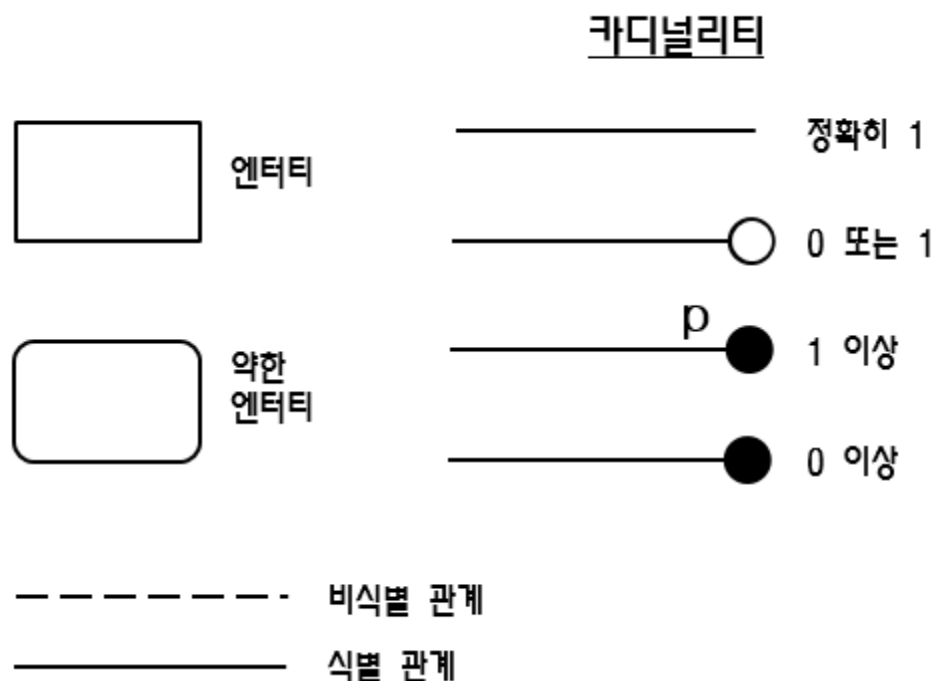 카디널리티
엔터티
정확히 1
0 또는 1
p
1 이상
약한
엔터티
0 이상
비식별 관계
식별 관계